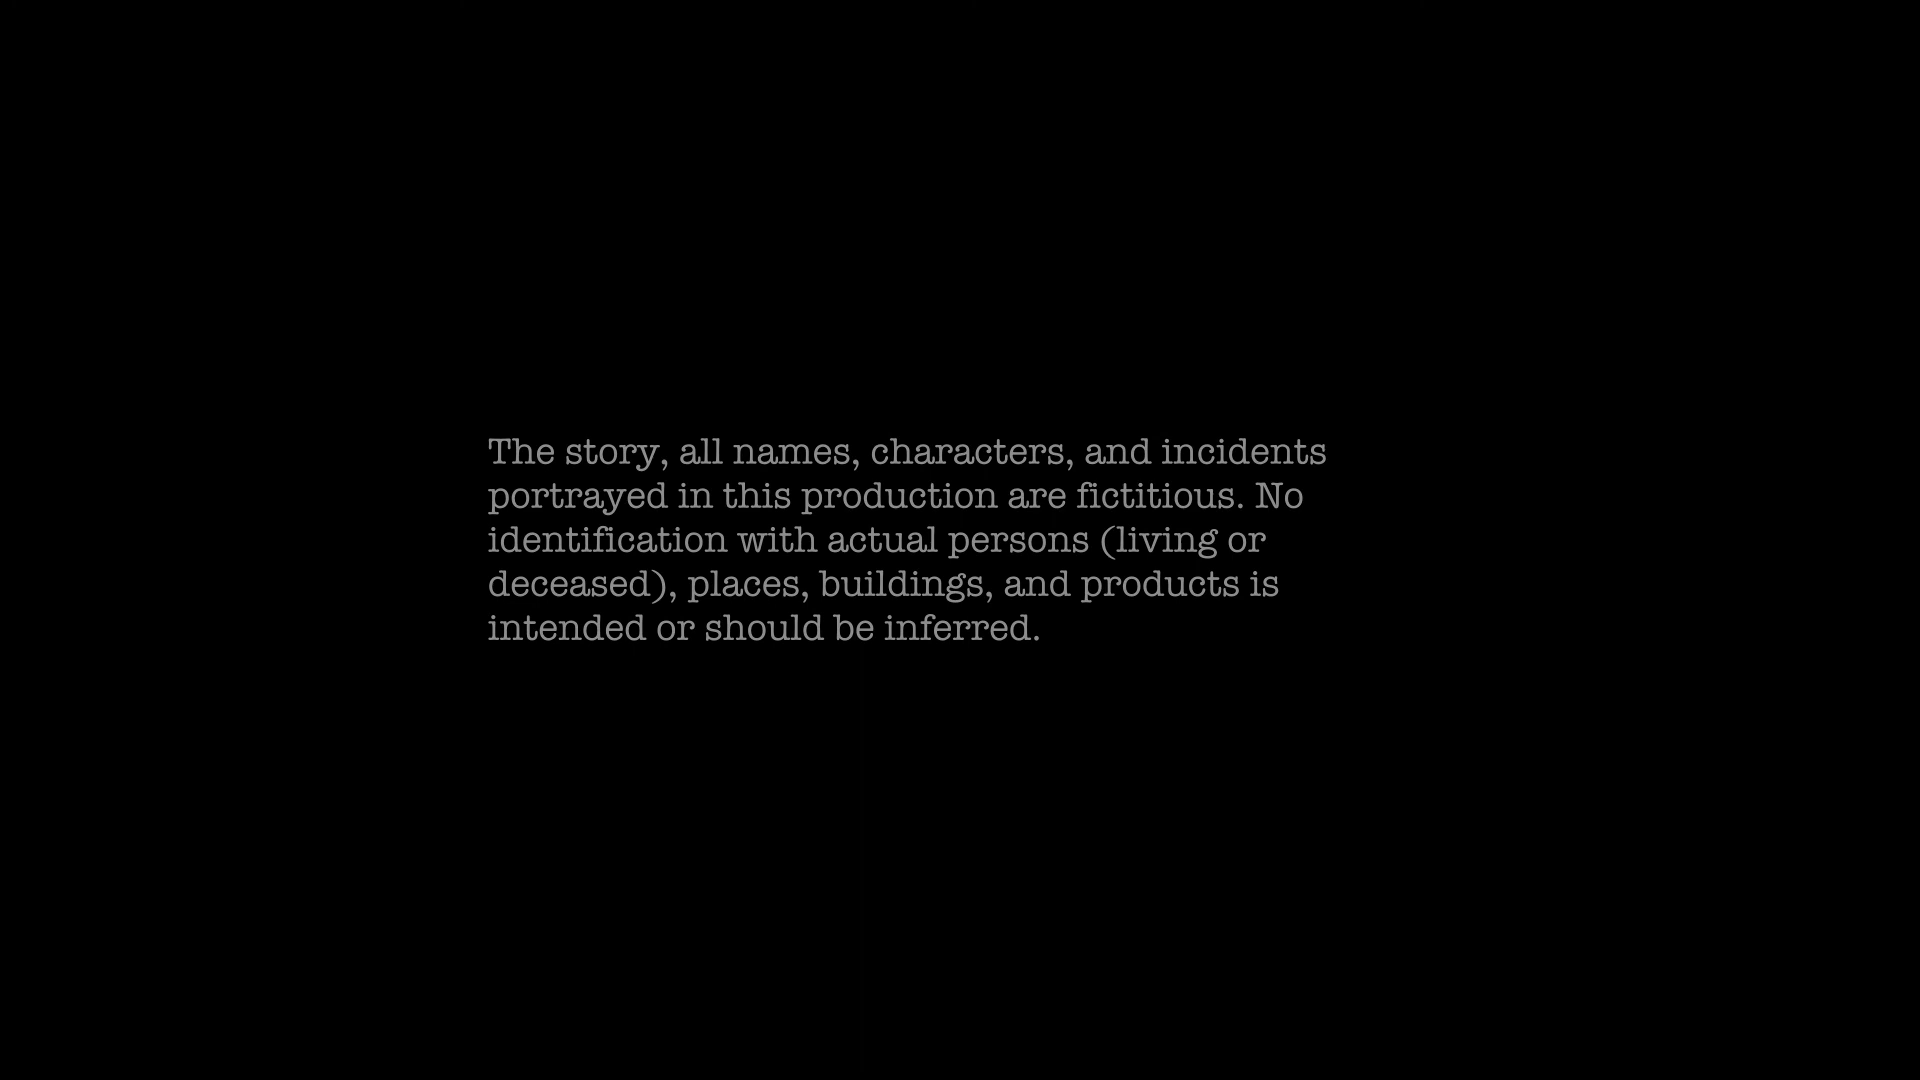 The story, all names, characters, and incidents
portrayed in this production are fictitious. No
identification with actual persons (living or
deceased), places, buildings, and products is
intended or should be inferred.